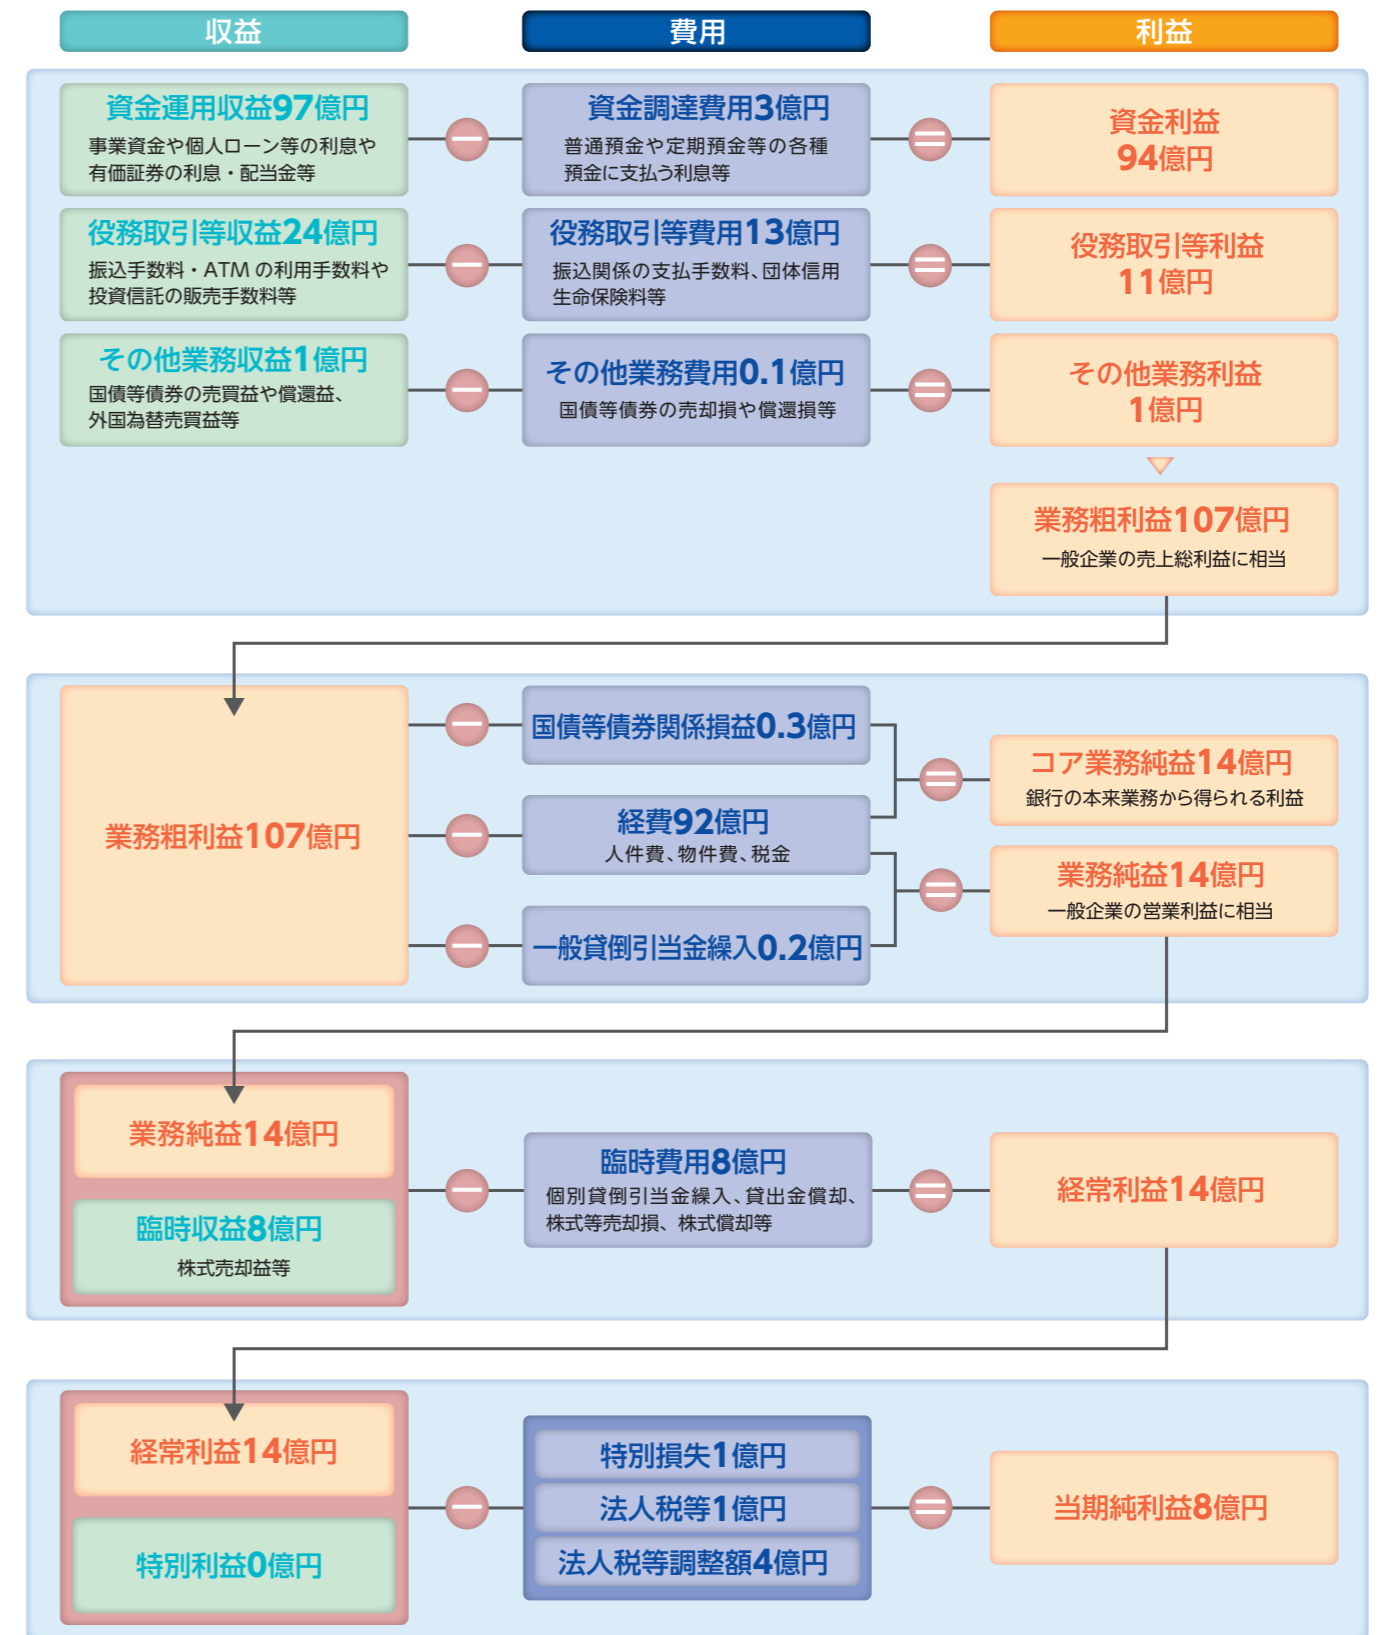 収益
費用
利益
資金運用収益97億円
事業資金や個人ローン等の利息や
有価証券の利息・配当金等
資金調達費用3億円
普通預金や定期預金等の各種
預金に支払う利息等
資金利益
94億円
役務取引等収益24億円
振込手数料・ATMの利用手数料や
投資信託の販売手数料等
役務取引等費用13億円
振込関係の支払手数料、団体信用
生命保険料等
役務取引等利益
11億円
その他業務収益1億円
国債等債券の売買益や償還益、
外国為替売買益等
その他業務費用0.1億円
国債等債券の売却損や償還損等
その他業務利益
1億円
業務粗利益107億円
一般企業の売上総利益に相当
業務粗利益107億円
国債等債券関係損益0.3億円
経費92億円
人件費、物件費、税金
一般貸倒引当金繰入0.2億円
コア業務純益14億円
銀行の本来業務から得られる利益
業務純益14億円
一般企業の営業利益に相当
業務純益14億円
臨時収益8億円
株式売却益等
臨時費用8億円
個別貸倒引当金繰入、貸出金償却、
株式等売却損、株式償却等
経常利益14億円
経常利益14億円
特別利益0億円
特別損失1億円
法人税等1億円
法人税等調整額4億円
当期純利益8億円